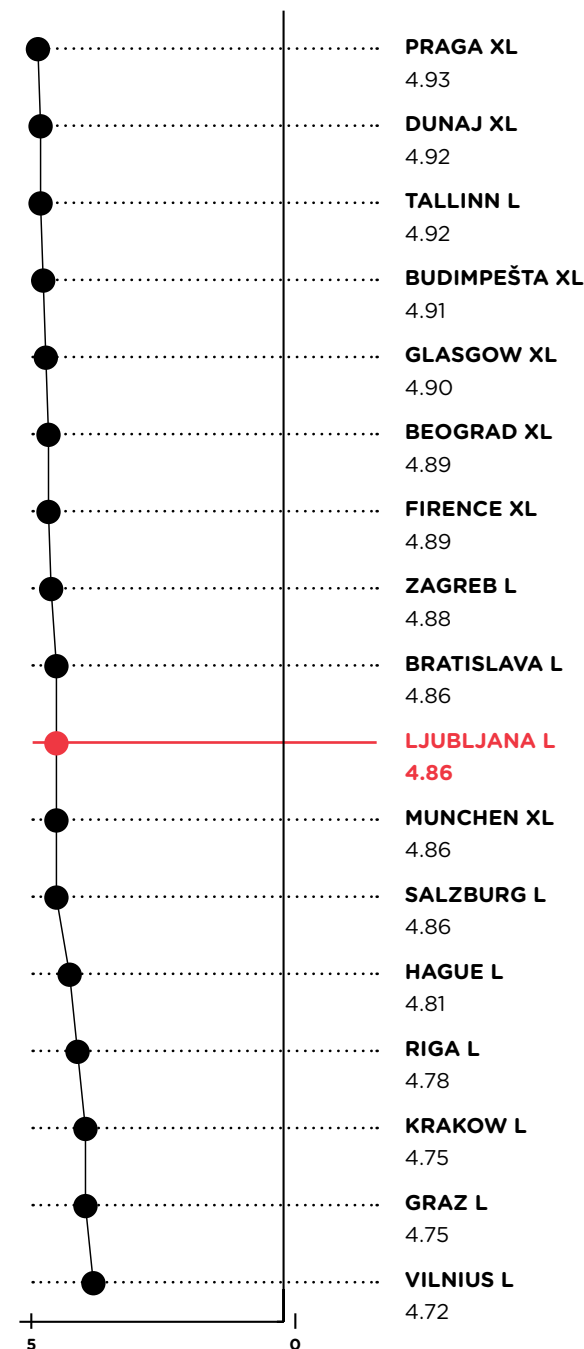 PRAGA XL
4.93
DUNAJ XL
4.92
TALLINN L
4.92
BUDIMPEŠTA XL
4.91
GLASGOW XL
4.90
BEOGRAD XL
4.89
FIRENCE XL
4.89
ZAGREB L
4.88
BRATISLAVA L
4.86
LJUBLJANA L
4.86
MUNCHEN XL
4.86
SALZBURG L
4.86
HAGUE L
4.81
RIGA L
4.78
KRAKOW L
4.75
GRAZ L
4.75
VILNIUS L
4.72
5 0